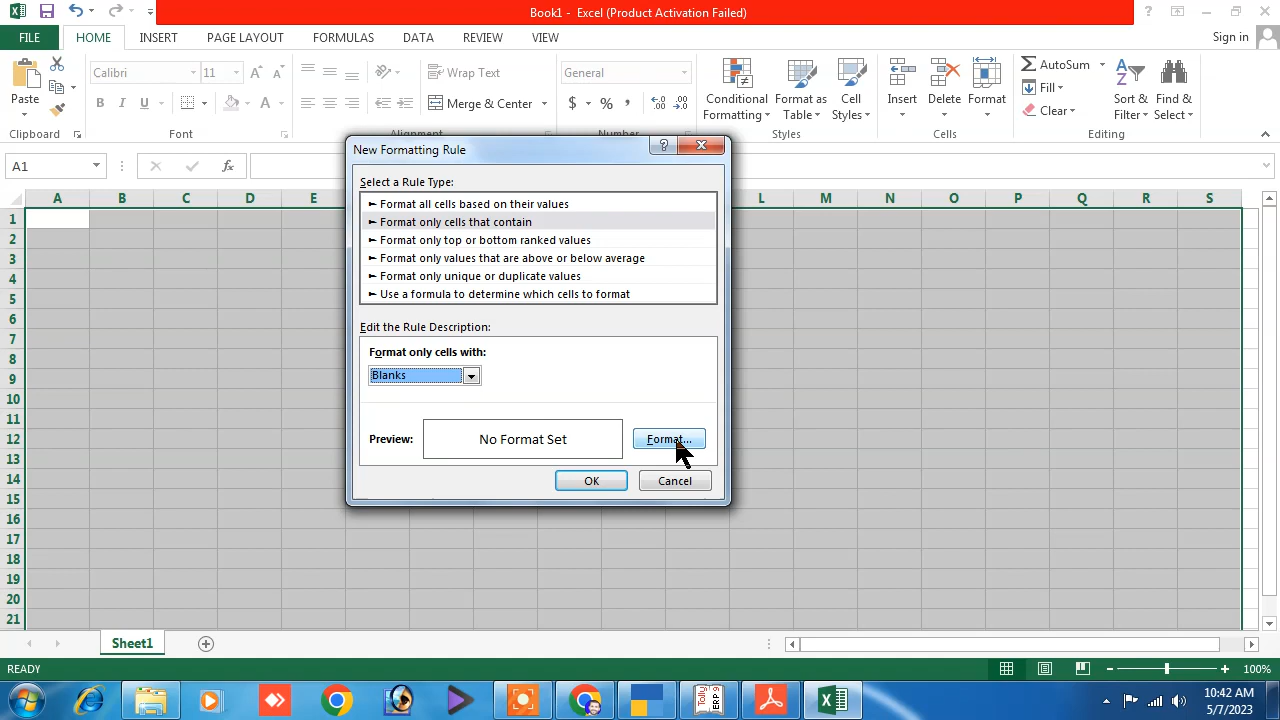 Book1 - Excel (Product Activation Failed)
FILE HOME INSERT PAGE LAYOUT FORMULAS DATA REVIEW VIEW Sign in
Paste
Clipboard
Calibri 11
B I U
Font
Wrap Text
Merge & Center
Alignment
General
$ % ,
Number
Conditional Formatting
Format as Table
Cell Styles
Styles
Insert
Delete
Format
Cells
AutoSum
Fill
Clear
Sort & Filter
Find & Select
Editing
A1
fx
A B C D E L M N O P Q R S
1
2
3
4
5
6
7
8
9
10
11
12
13
14
15
16
17
18
19
20
21
New Formatting Rule
Select a Rule Type:
► Format all cells based on their values
► Format only cells that contain
► Format only top or bottom ranked values
► Format only values that are above or below average
► Format only unique or duplicate values
► Use a formula to determine which cells to format
Edit the Rule Description:
Format only cells with:
Blanks
Preview: No Format Set Format...
OK Cancel
Sheet1
READY 100%
10:42 AM
5/7/2023